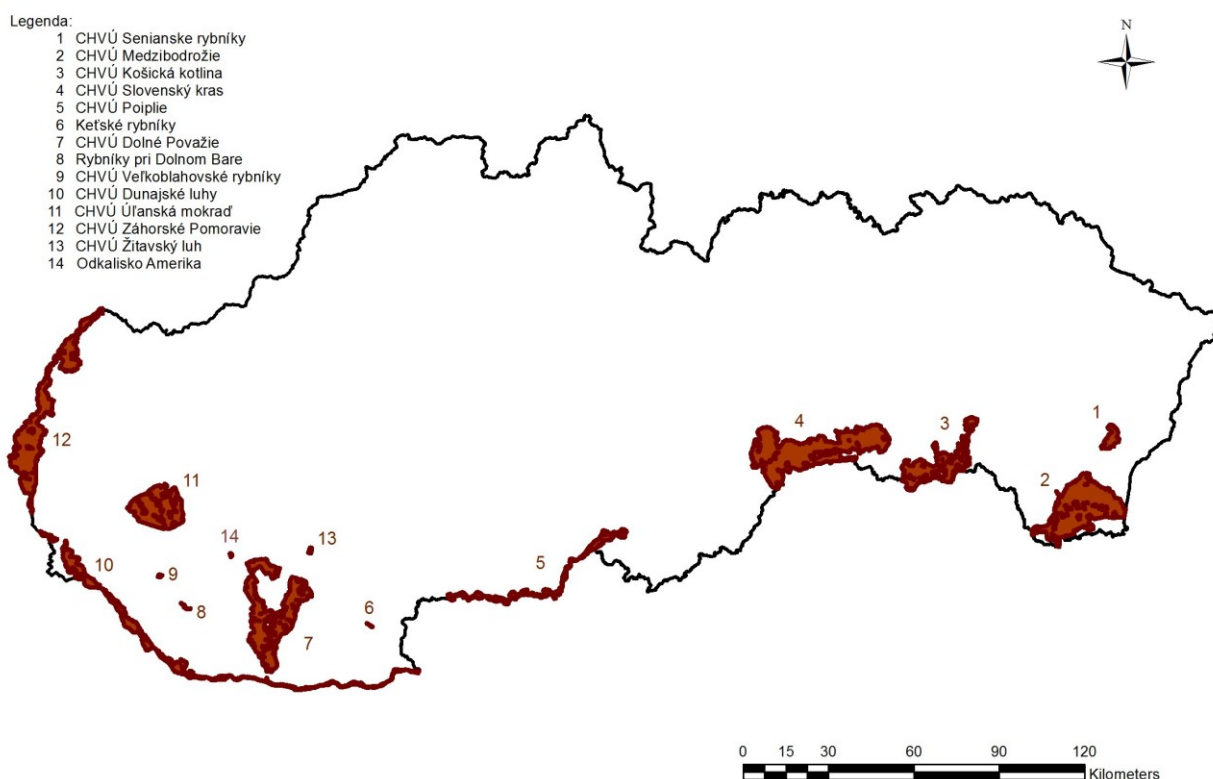 Legenda:
1 CHVÚ Senianske rybníky
2 CHVÚ Medzibodrožie
3 CHVÚ Košická kotlina
4 CHVÚ Slovenský kras
5 CHVÚ Poiplie
6 Keťské rybníky
7 CHVÚ Dolné Považie
8 Rybníky pri Dolnom Bare
9 CHVÚ Veľkoblahovské rybníky
10 CHVÚ Dunajské luhy
11 CHVÚ Úľanská mokraď
12 CHVÚ Záhorské Pomoravie
13 CHVÚ Žitavský luh
14 Odkalisko Amerika
N
1
4
3
12
2
11
14
13
5
10
9
8
6
7
0 15 30 60 90 120
Kilometers